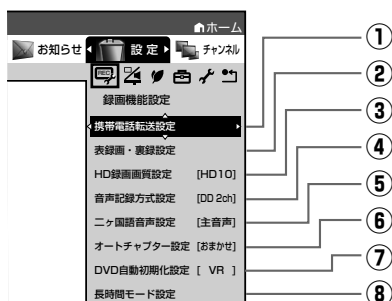 ホーム
お知らせ 設定 チャンネル
REC
録画機能設定
携帯電話転送設定 ①
表録画・裏録設定 ②
HD録画画質設定 [HD10] ③
音声記録方式設定 [DD 2ch] ④
二ヶ国語音声設定 [主音声] ⑤
オートチャプター設定 [おまかせ] ⑥
DVD自動初期化設定 [ VR ] ⑦
長時間モード設定 ⑧